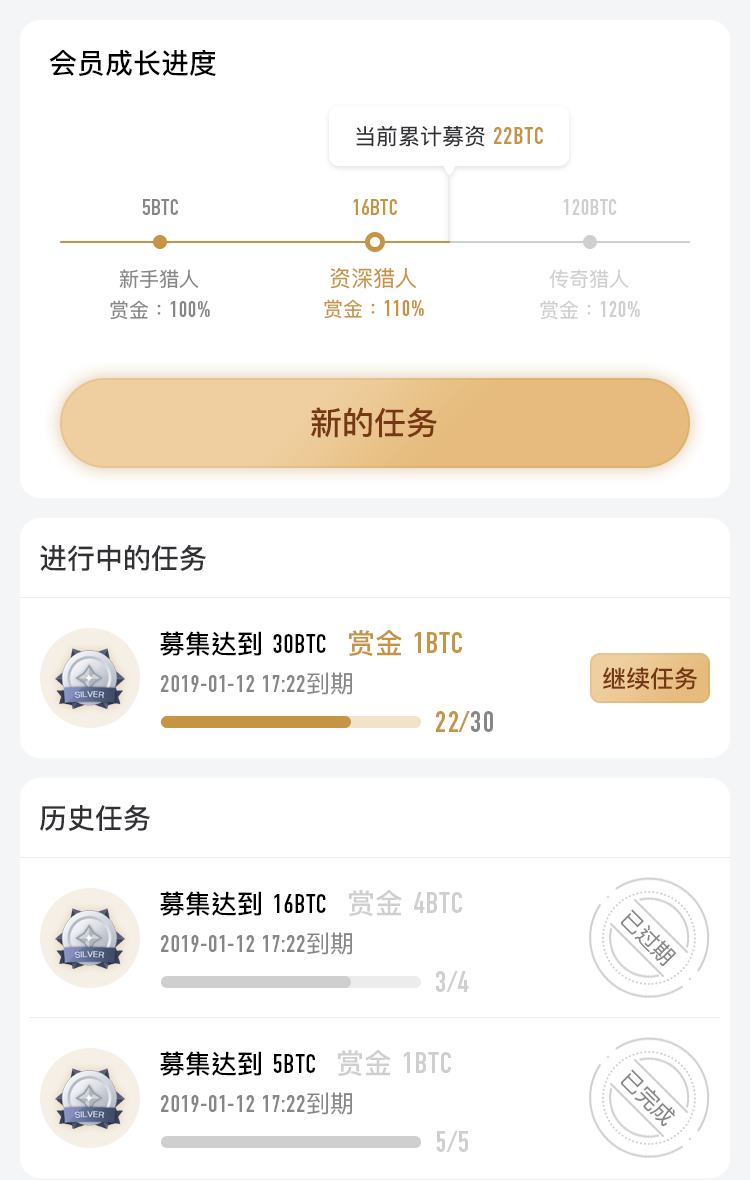 会员成长进度
当前累计募资 22BTC
5BTC 16BTC 120BTC
新手猎人 资深猎人 传奇猎人
赏金：100% 赏金：110% 赏金：120%
新的任务
进行中的任务
募集达到 30BTC 赏金 1BTC
SILVER
2019-01-12 17:22到期
继续任务
22/30
历史任务
募集达到 16BTC 赏金 4BTC
SILVER
2019-01-12 17:22到期
已过期
3/4
募集达到 5BTC 赏金 1BTC
SILVER
2019-01-12 17:22到期
已完成
5/5